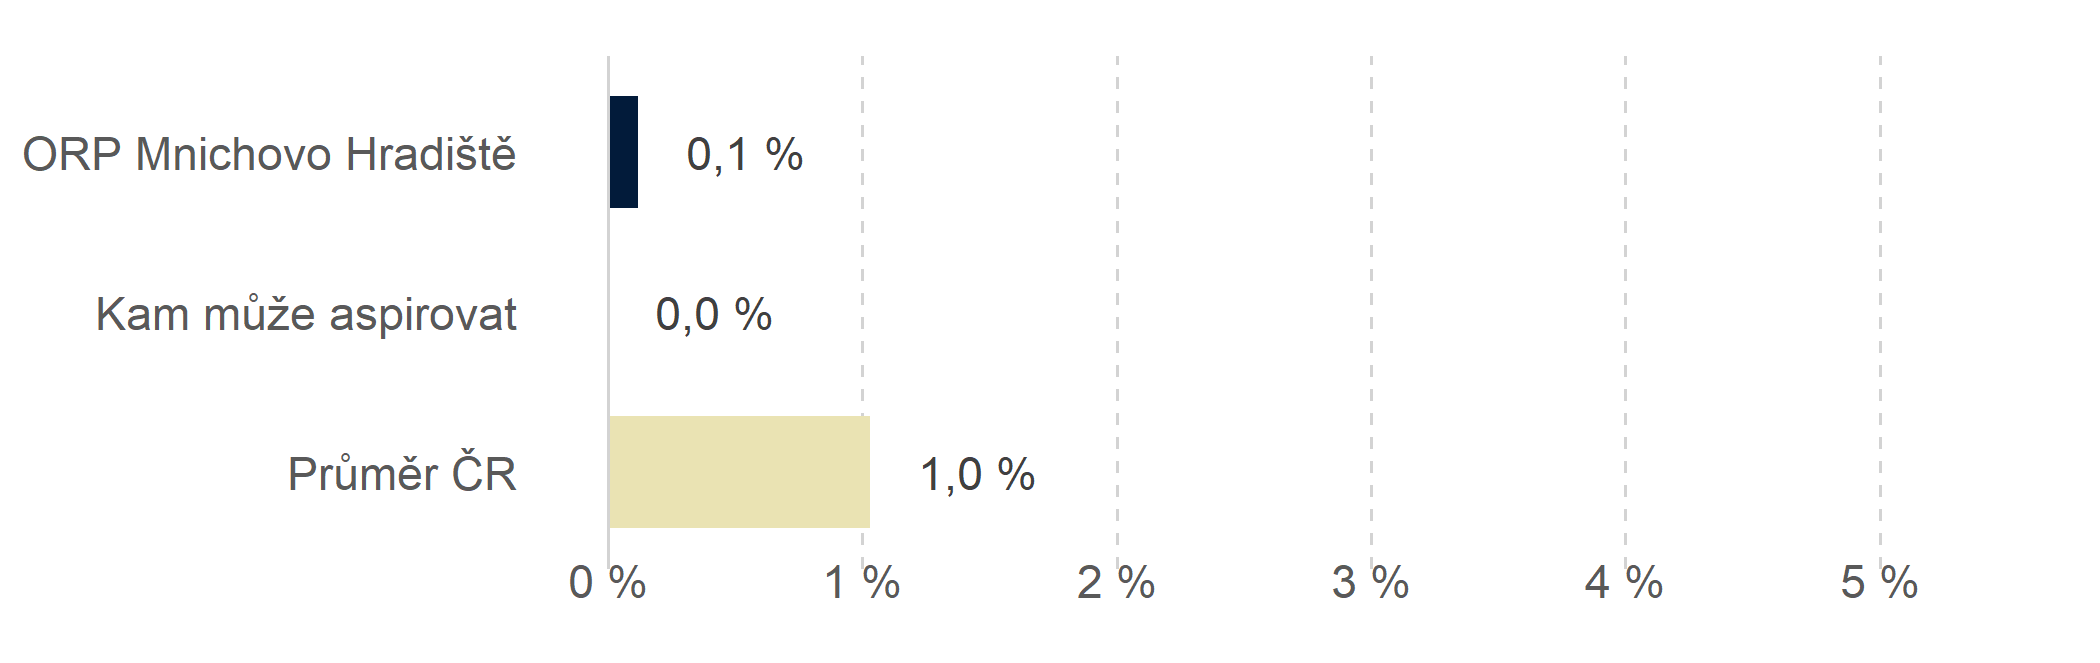 ORP Mnichovo Hradiště 0,1 %
Kam může aspirovat 0,0 %
Průměr ČR 1,0 %
0 % 1 % 2 % 3 % 4 % 5 %